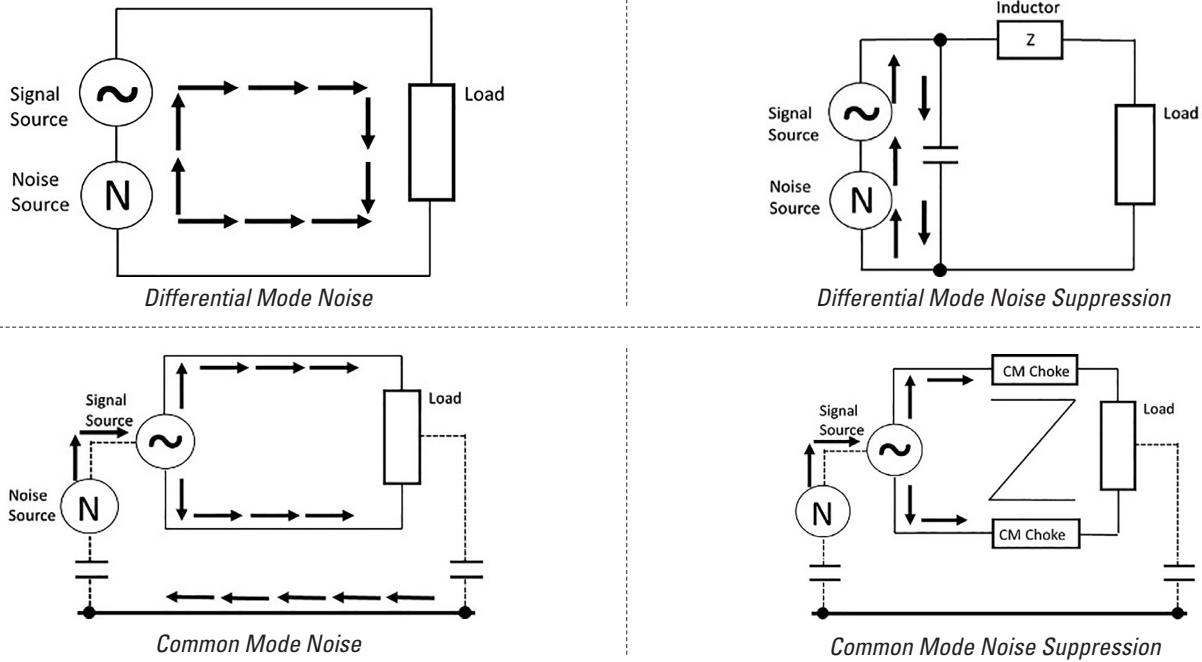 Signal
Source
Noise
Source
N
Load
Differential Mode Noise
Inductor
Z
Signal
Source
Noise
Source
N
Load
Differential Mode Noise Suppression
Signal
Source
Noise
Source
N
Load
Common Mode Noise
CM Choke
Signal
Source
Load
N
CM Choke
Common Mode Noise Suppression